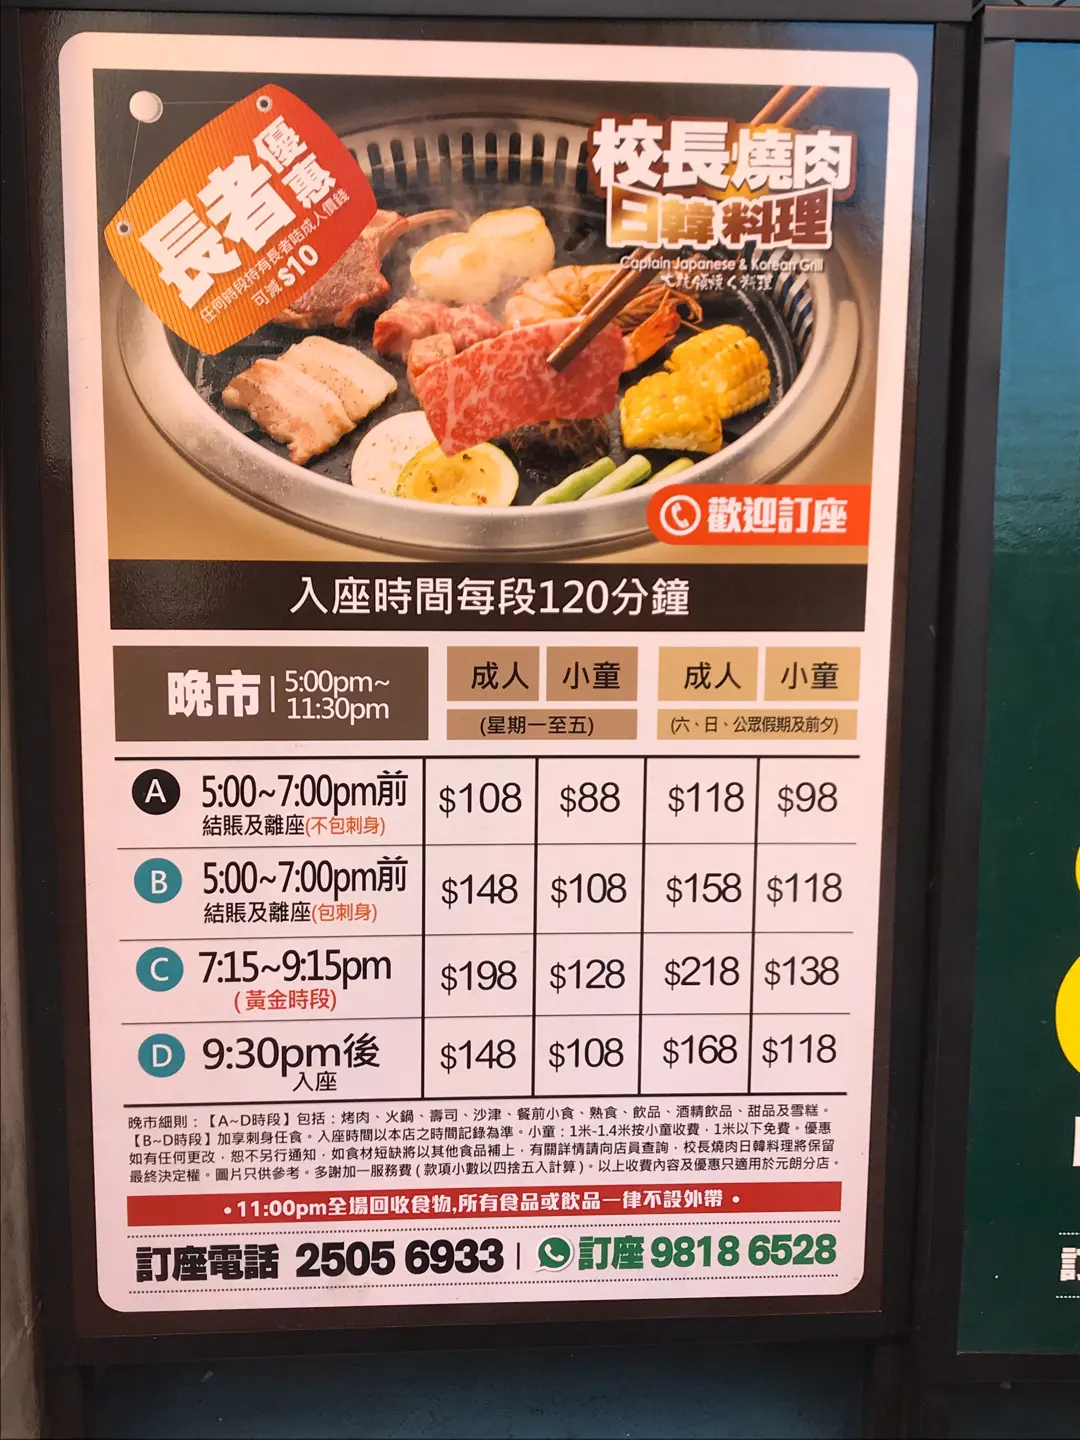 長者優惠
任何時段持有長者咭成人價錢
可減$10
校長燒肉
日韓料理
Captain Japanese & Korean Grill
歡迎訂座
入座時間每段120分鐘
晚市 5:00pm~
11:30pm
成人 小童 成人 小童
(星期一至五) (六、日、公眾假期及前夕)
A 5:00~7:00pm前 $108 $88 $118 $98
結賬及離座(不包刺身)
B 5:00~7:00pm前 $148 $108 $158 $118
結賬及離座(包刺身)
C 7:15~9:15pm $198 $128 $218 $138
(黃金時段)
D 9:30pm後 $148 $108 $168 $118
入座
晚市細則:【A~D時段】包括:烤肉、火鍋、壽司、沙津、餐前小食、熟食、飲品、酒精飲品、甜品及雪糕。
【B~D時段】加享刺身任食。入座時間以本店之時間記錄為準。小童:1米-1.4米按小童收費,1米以下免費。優惠
如有任何更改,恕不另行通知,如食材短缺將以其他食品補上,有關詳情請向店員查詢,校長燒肉日韓料理將保留
最終決定權。圖片只供參考。多謝加一服務費(款項小數以四捨五入計算)。以上收費內容及優惠只適用於元朗分店。
•11:00pm全場回收食物,所有食品或飲品一律不設外帶•
訂座電話 2505 6933 | 訂座 9818 6528